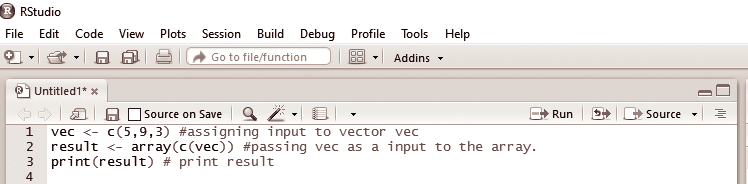 RStudio
File Edit Code View Plots Session Build Debug Profile Tools Help
Go to file/function Addins
Untitled1*
Source on Save Run Source
1 vec <- c(5,9,3) #assigning input to vector vec
2 result <- array(c(vec)) #passing vec as a input to the array.
3 print(result) # print result
4